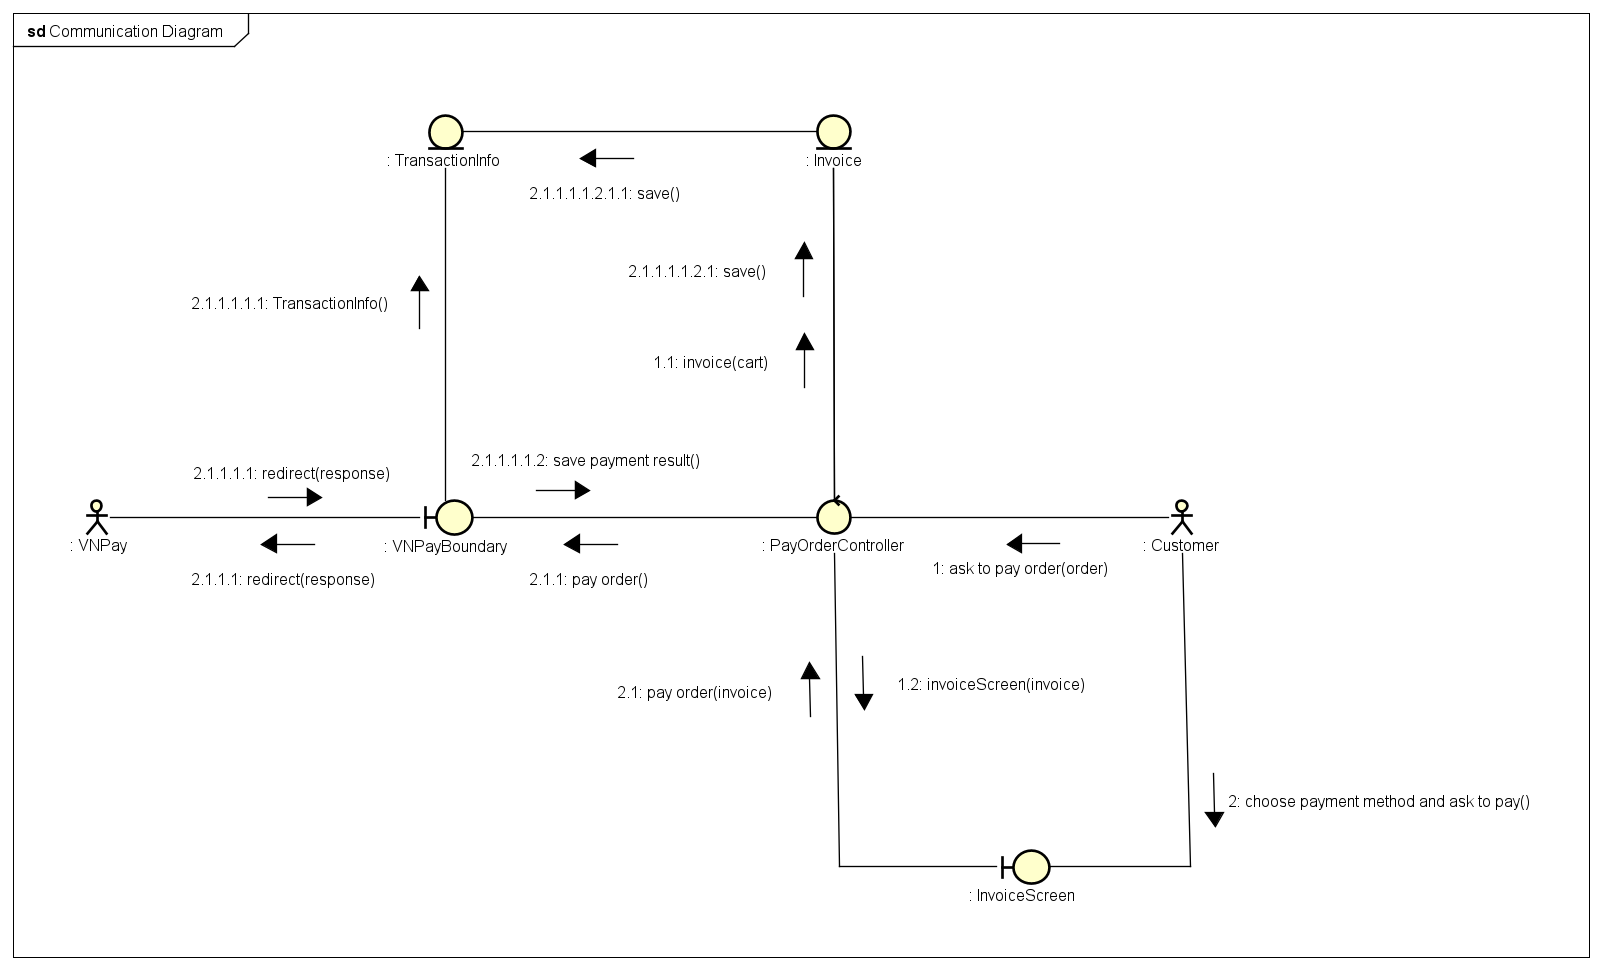 sd Communication Diagram
: TransactionInfo
: Invoice
2.1.1.1.1.2.1.1: save()
2.1.1.1.1.2.1: save()
2.1.1.1.1.1: TransactionInfo()
1.1: invoice(cart)
2.1.1.1.1.2: save payment result()
2.1.1.1.1: redirect(response)
: VNPay
: VNPayBoundary
: PayOrderController
: Customer
2.1.1.1: redirect(response)
2.1.1: pay order()
1: ask to pay order(order)
2.1: pay order(invoice)
1.2: invoiceScreen(invoice)
2: choose payment method and ask to pay()
: InvoiceScreen